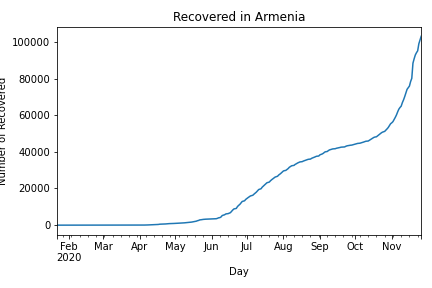 Recovered in Armenia
Number of Recovered
100000
80000
60000
40000
20000
0
Feb Mar Apr May Jun Jul Aug Sep Oct Nov
2020
Day